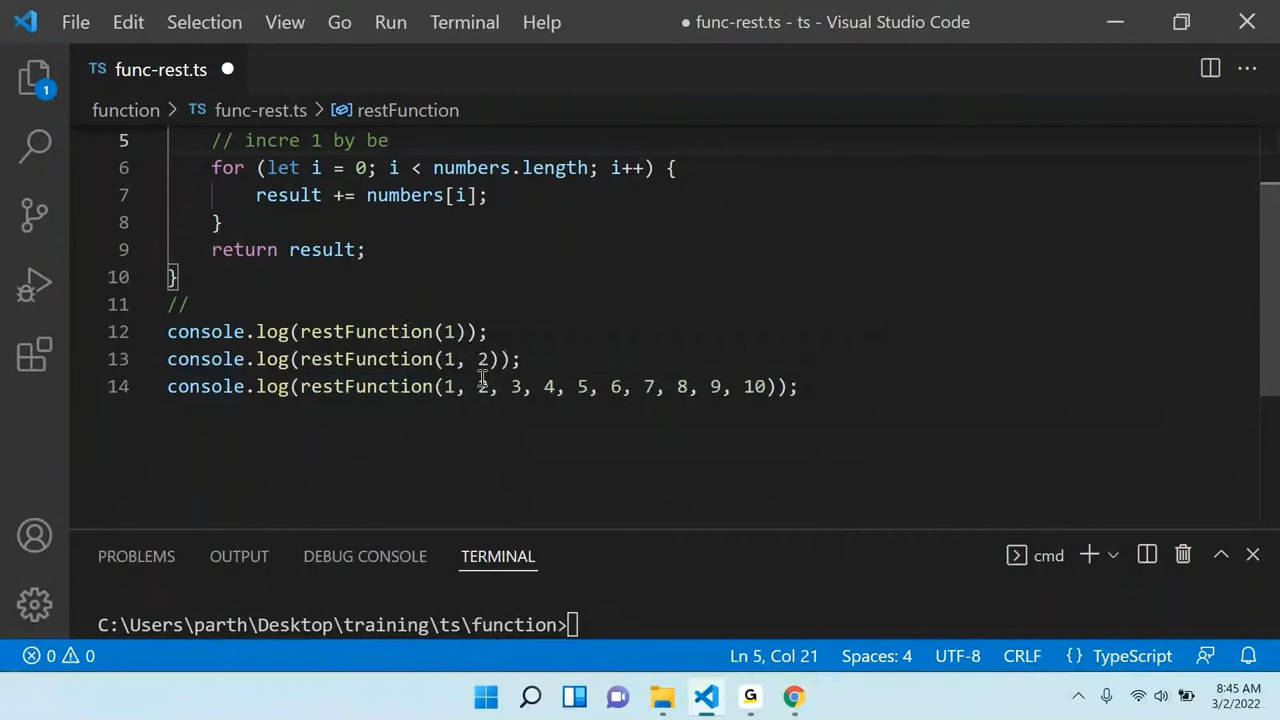 File Edit Selection View Go Run Terminal Help ● func-rest.ts - ts - Visual Studio Code
TS func-rest.ts ●
function > TS func-rest.ts > restFunction
5 // incre 1 by be
6 for (let i = 0; i < numbers.length; i++) {
7 result += numbers[i];
8 }
9 return result;
10 }
11 //
12 console.log(restFunction(1));
13 console.log(restFunction(1, 2));
14 console.log(restFunction(1, 2, 3, 4, 5, 6, 7, 8, 9, 10));
1
PROBLEMS OUTPUT DEBUG CONSOLE TERMINAL cmd
C:\Users\parth\Desktop\training\ts\function>
0 0 Ln 5, Col 21 Spaces: 4 UTF-8 CRLF {} TypeScript
G 8:45 AM
3/2/2022